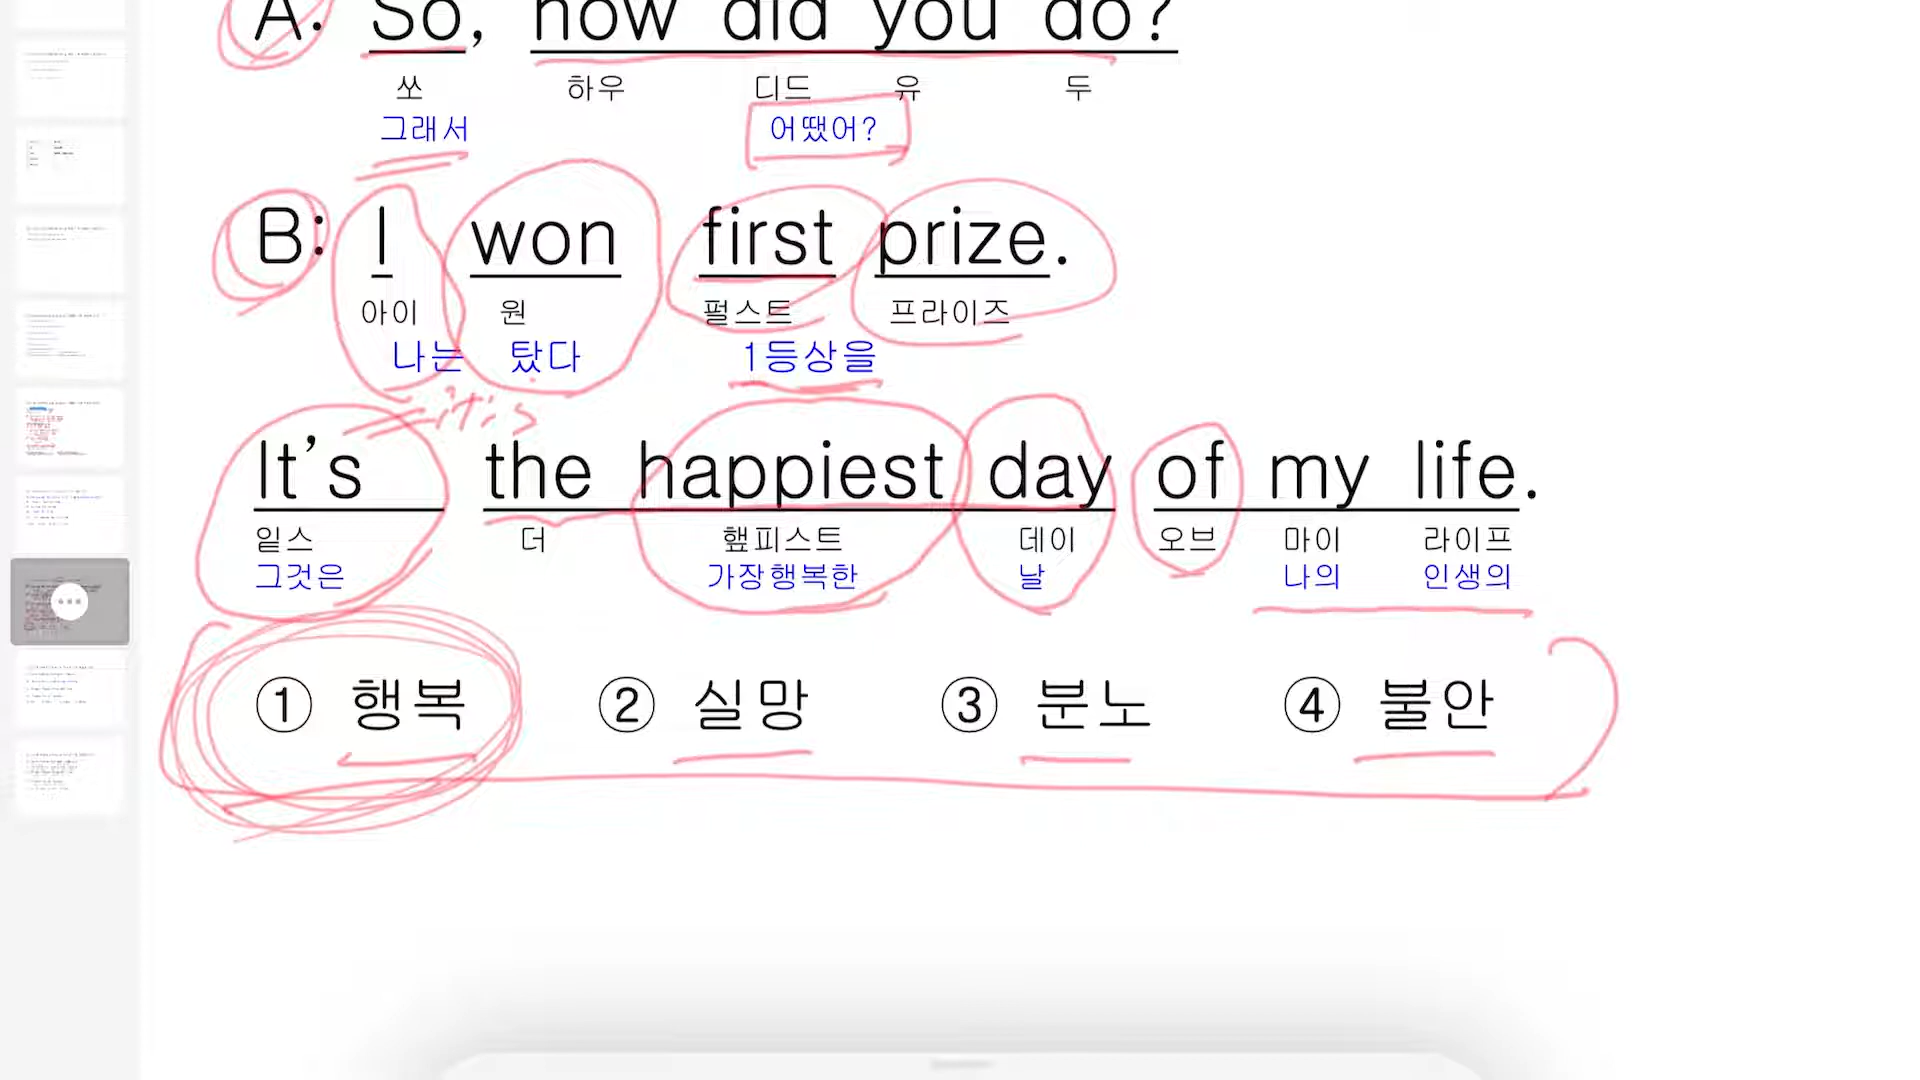 A: So, how did you do?
쏘 하우 디드 유 두
그래서 어땠어?
B: I won first prize.
아이 원 펄스트 프라이즈
나는 탔다 1등상을
it's
It's the happiest day of my life.
잍스 더 햎피스트 데이 오브 마이 라이프
그것은 가장행복한 날 나의 인생의
① 행복 ② 실망 ③ 분노 ④ 불안